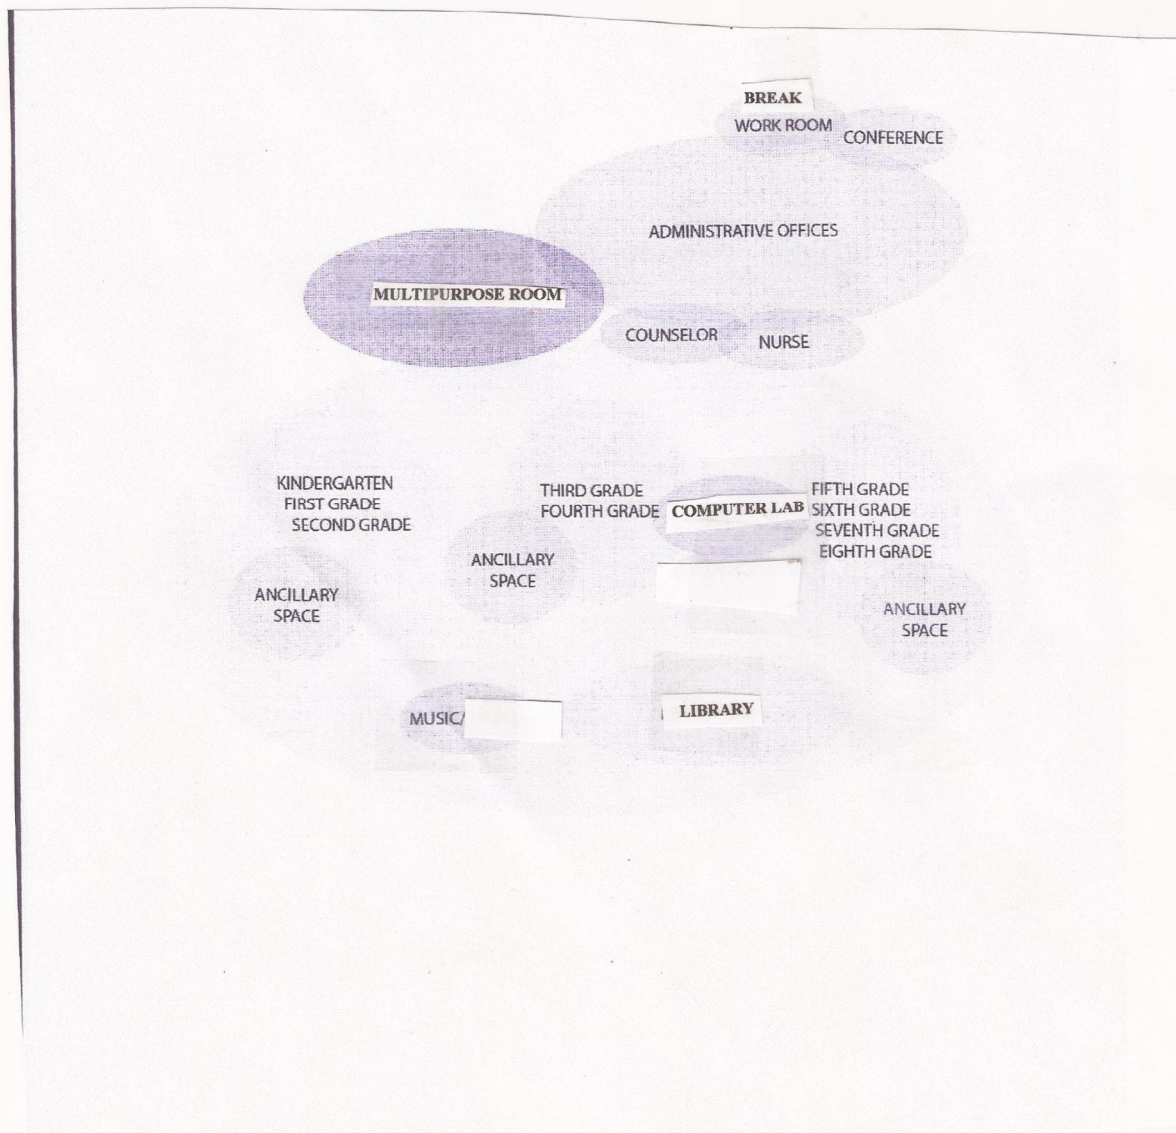 BREAK
WORK ROOM
CONFERENCE
ADMINISTRATIVE OFFICES
MULTIPURPOSE ROOM
COUNSELOR
NURSE
KINDERGARTEN
FIRST GRADE
SECOND GRADE
THIRD GRADE
FOURTH GRADE
COMPUTER LAB
FIFTH GRADE
SIXTH GRADE
SEVENTH GRADE
EIGHTH GRADE
ANCILLARY
SPACE
ANCILLARY
SPACE
ANCILLARY
SPACE
MUSIC/
LIBRARY